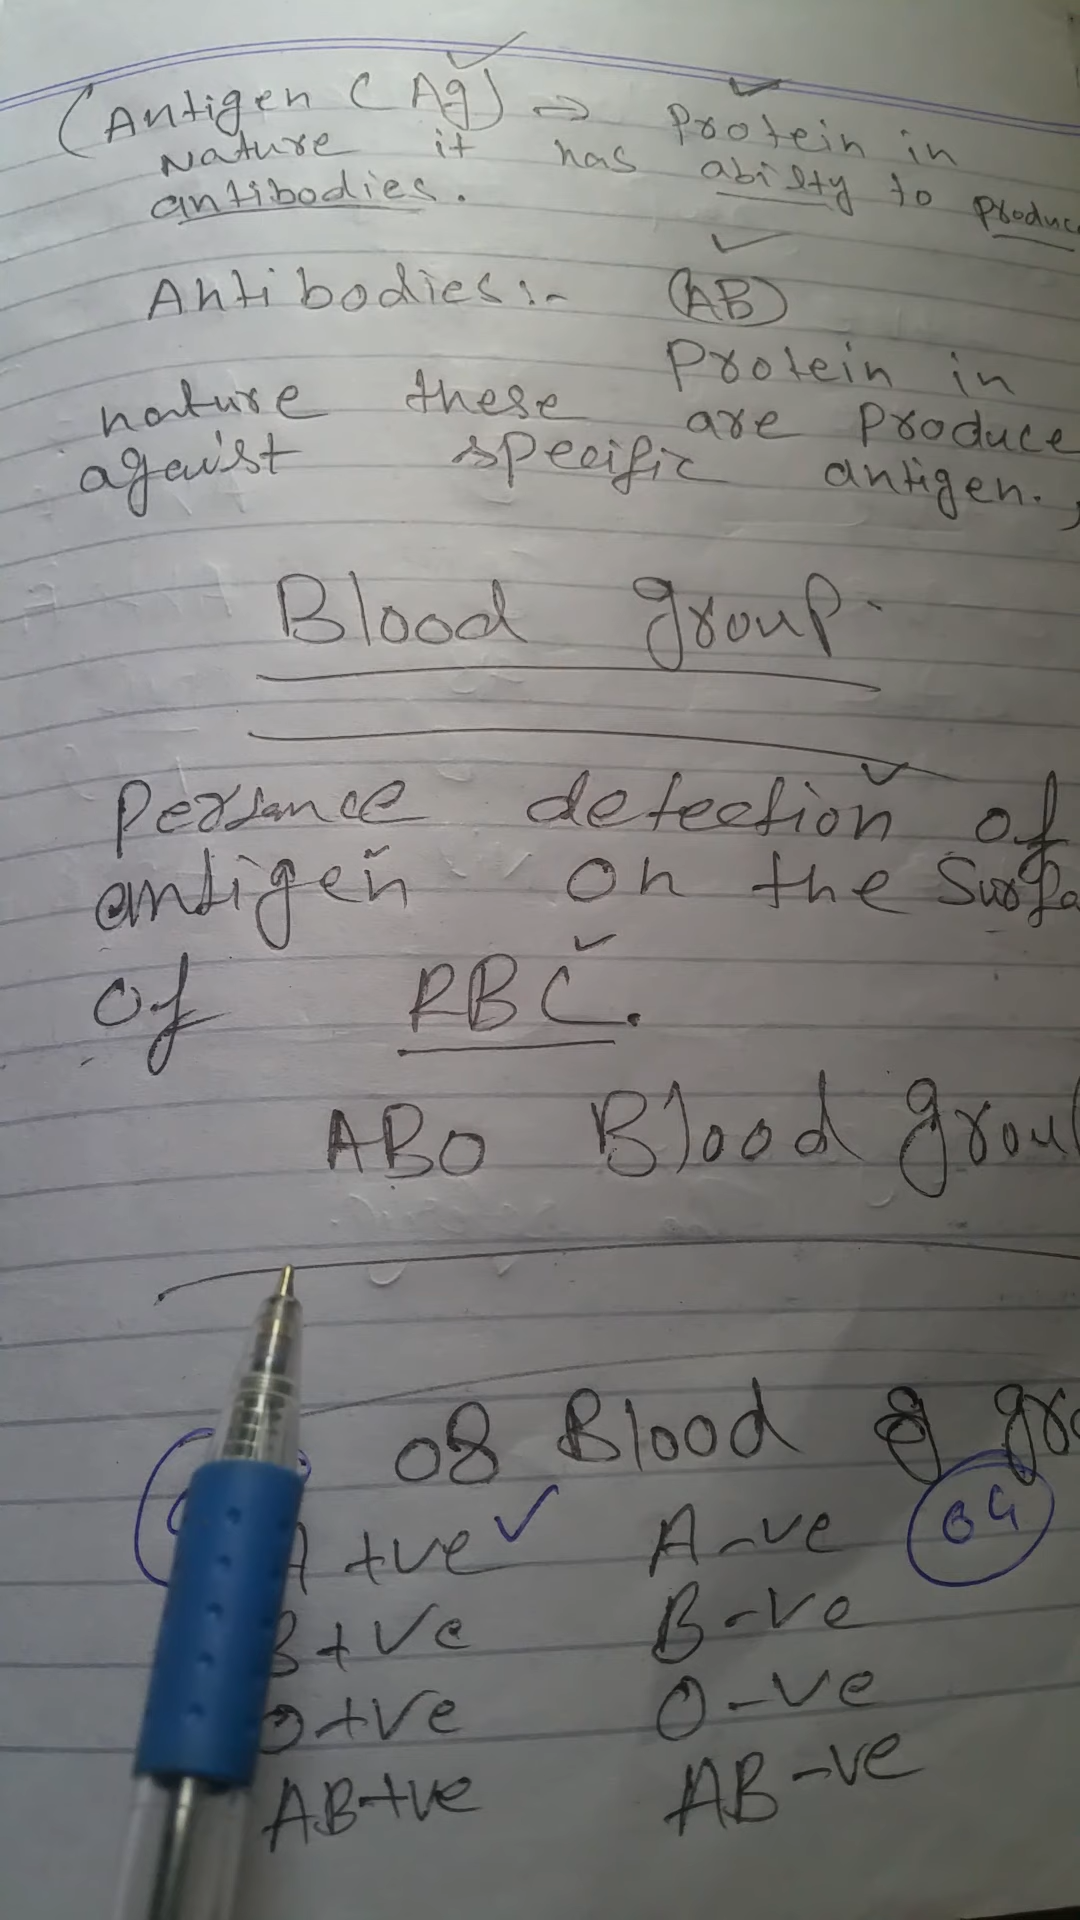 (Antigen (Ag) → Protein in
Nature it has abilty to produc
antibodies.
Antibodies:- (AB)
Protein in
nature these are Produce
against specific antigen.
Blood group
Persance detection of
antigen on the Surfa
of RBC.
ABO Blood grou
08 Blood g gro
A +ve A -ve 04
B +ve B -ve
O +ve O -ve
AB +ve AB -ve